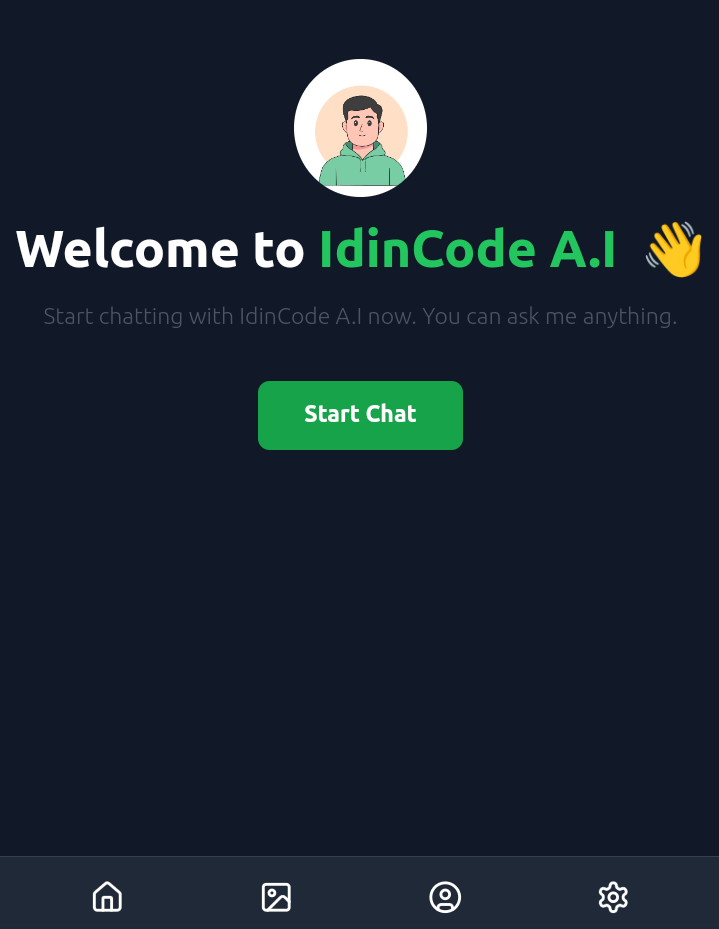 Welcome to IdinCode A.I 👋
Start chatting with IdinCode A.I now. You can ask me anything.
Start Chat